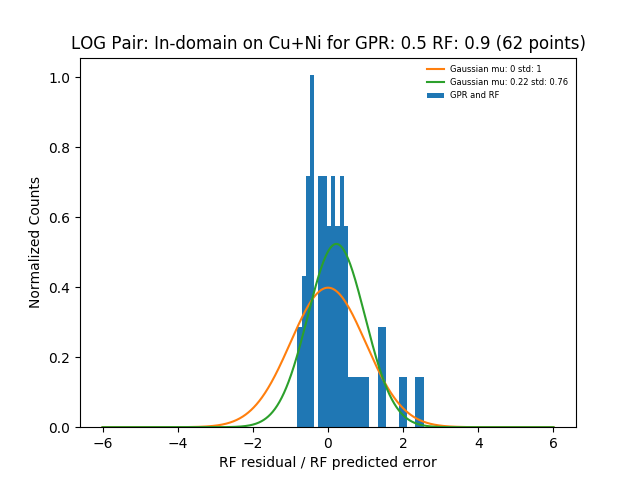 LOG Pair: In-domain on Cu+Ni for GPR: 0.5 RF: 0.9 (62 points)
Gaussian mu: 0 std: 1
Gaussian mu: 0.22 std: 0.76
GPR and RF
1.0
0.8
0.6
0.4
0.2
0.0
Normalized Counts
−6 −4 −2 0 2 4 6
RF residual / RF predicted error